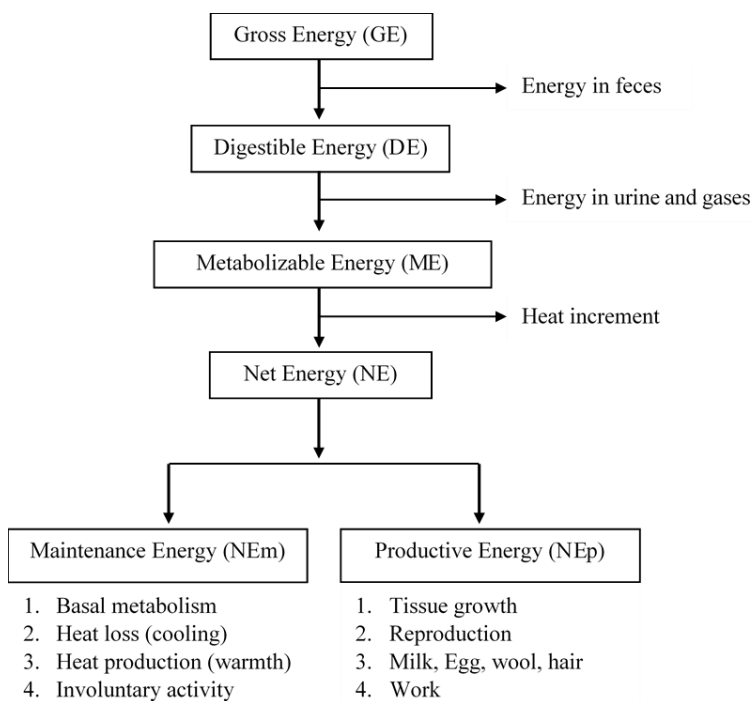 Gross Energy (GE)
Energy in feces
Digestible Energy (DE)
Energy in urine and gases
Metabolizable Energy (ME)
Heat increment
Net Energy (NE)
Maintenance Energy (NEm)
1. Basal metabolism
2. Heat loss (cooling)
3. Heat production (warmth)
4. Involuntary activity
Productive Energy (NEp)
1. Tissue growth
2. Reproduction
3. Milk, Egg, wool, hair
4. Work